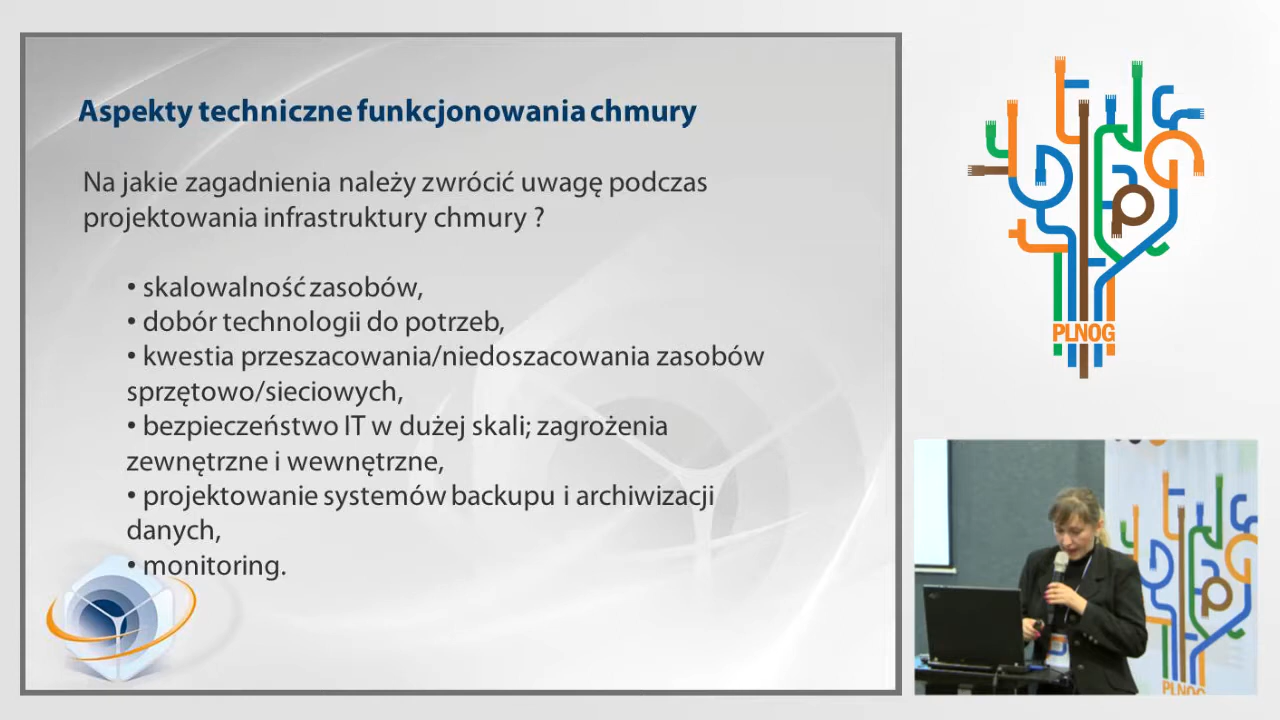 Aspekty techniczne funkcjonowania chmury
Na jakie zagadnienia należy zwrócić uwagę podczas
projektowania infrastruktury chmury ?
• skalowalność zasobów,
• dobór technologii do potrzeb,
• kwestia przeszacowania/niedoszacowania zasobów
sprzętowo/sieciowych,
• bezpieczeństwo IT w dużej skali; zagrożenia
zewnętrzne i wewnętrzne,
• projektowanie systemów backupu i archiwizacji
danych,
• monitoring.
PLNOG
PLNOG